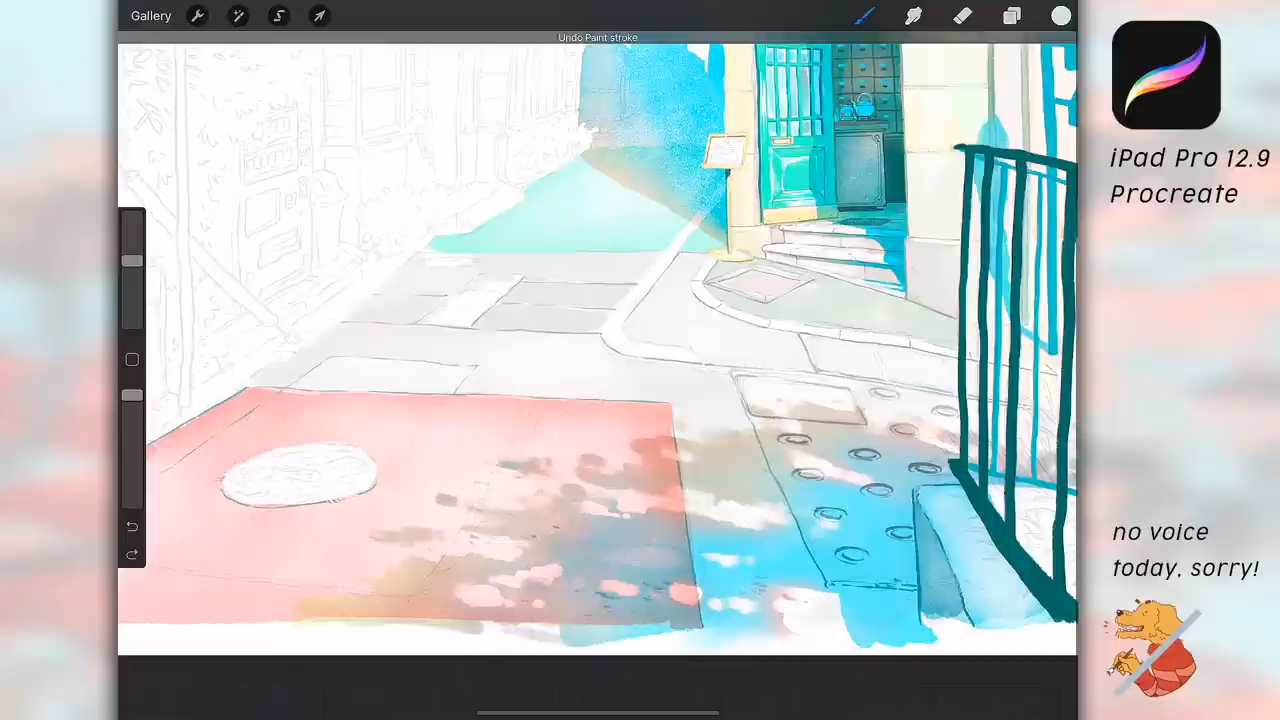 Gallery
Undo Paint stroke
iPad Pro 12.9
Procreate
no voice
today, sorry!